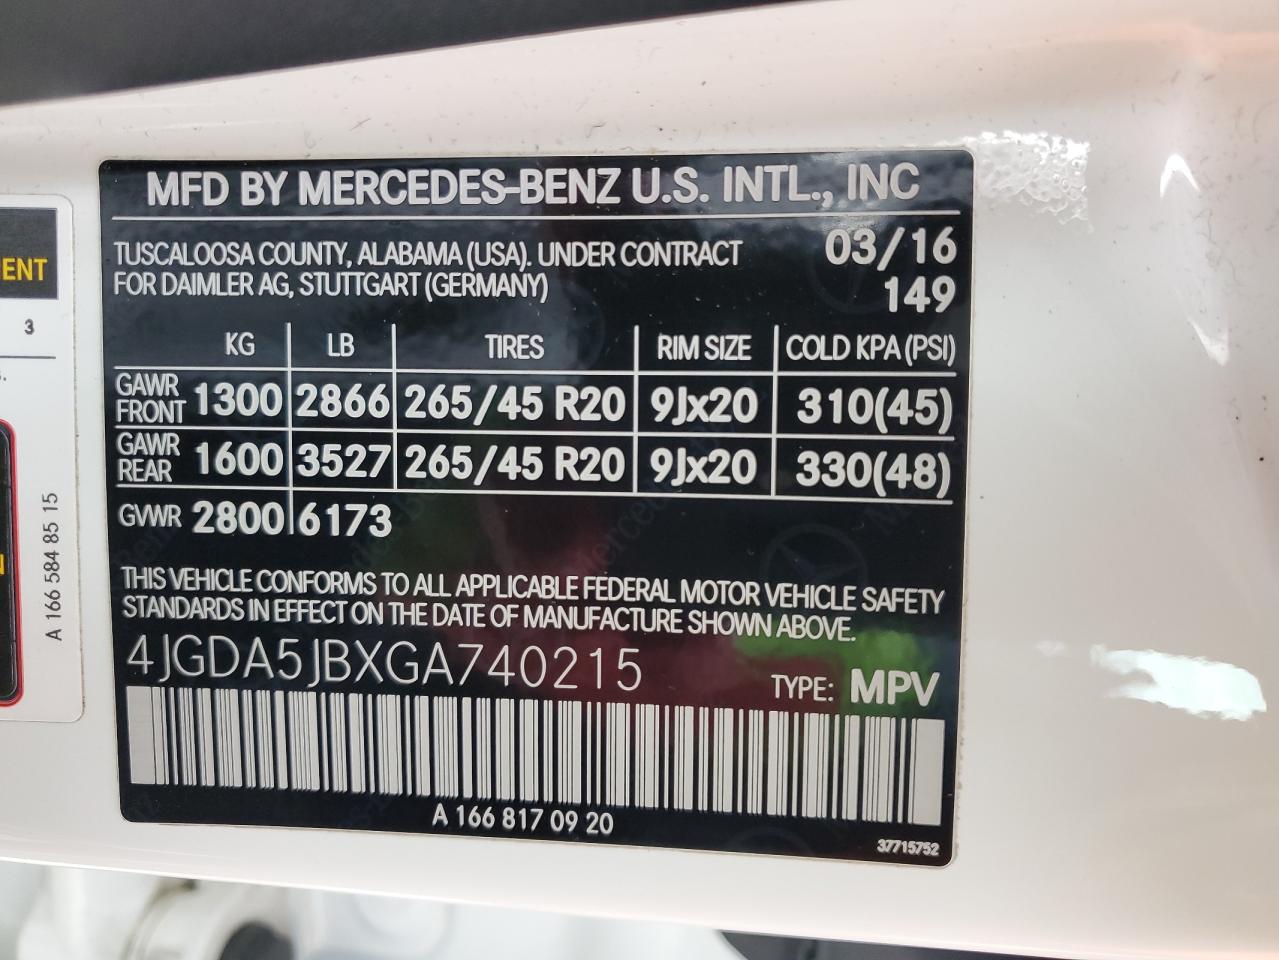 MFD BY MERCEDES-BENZ U.S. INTL., INC
TUSCALOOSA COUNTY, ALABAMA (USA). UNDER CONTRACT
FOR DAIMLER AG, STUTTGART (GERMANY)
03/16
149
KG LB TIRES RIM SIZE COLD KPA (PSI)
GAWR FRONT 1300 2866 265/45 R20 9Jx20 310(45)
GAWR REAR 1600 3527 265/45 R20 9Jx20 330(48)
GVWR 2800 6173
THIS VEHICLE CONFORMS TO ALL APPLICABLE FEDERAL MOTOR VEHICLE SAFETY
STANDARDS IN EFFECT ON THE DATE OF MANUFACTURE SHOWN ABOVE.
4JGDA5JBXGA740215
TYPE: MPV
A 166 817 09 20
37715752
ENT
3
A 166 584 85 15